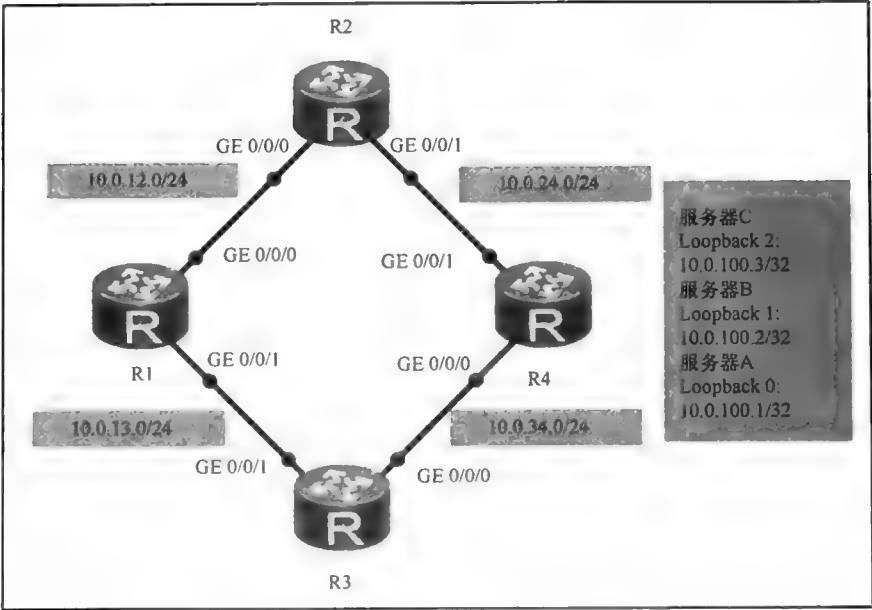 R2
R
GE 0/0/0
GE 0/0/1
10.0.12.0/24
10.0.24.0/24
GE 0/0/0
GE 0/0/1
R
R
R1
R4
GE 0/0/1
GE 0/0/0
10.0.13.0/24
10.0.34.0/24
GE 0/0/1
GE 0/0/0
R
R3
服务器C
Loopback 2:
10.0.100.3/32
服务器B
Loopback 1:
10.0.100.2/32
服务器A
Loopback 0:
10.0.100.1/32